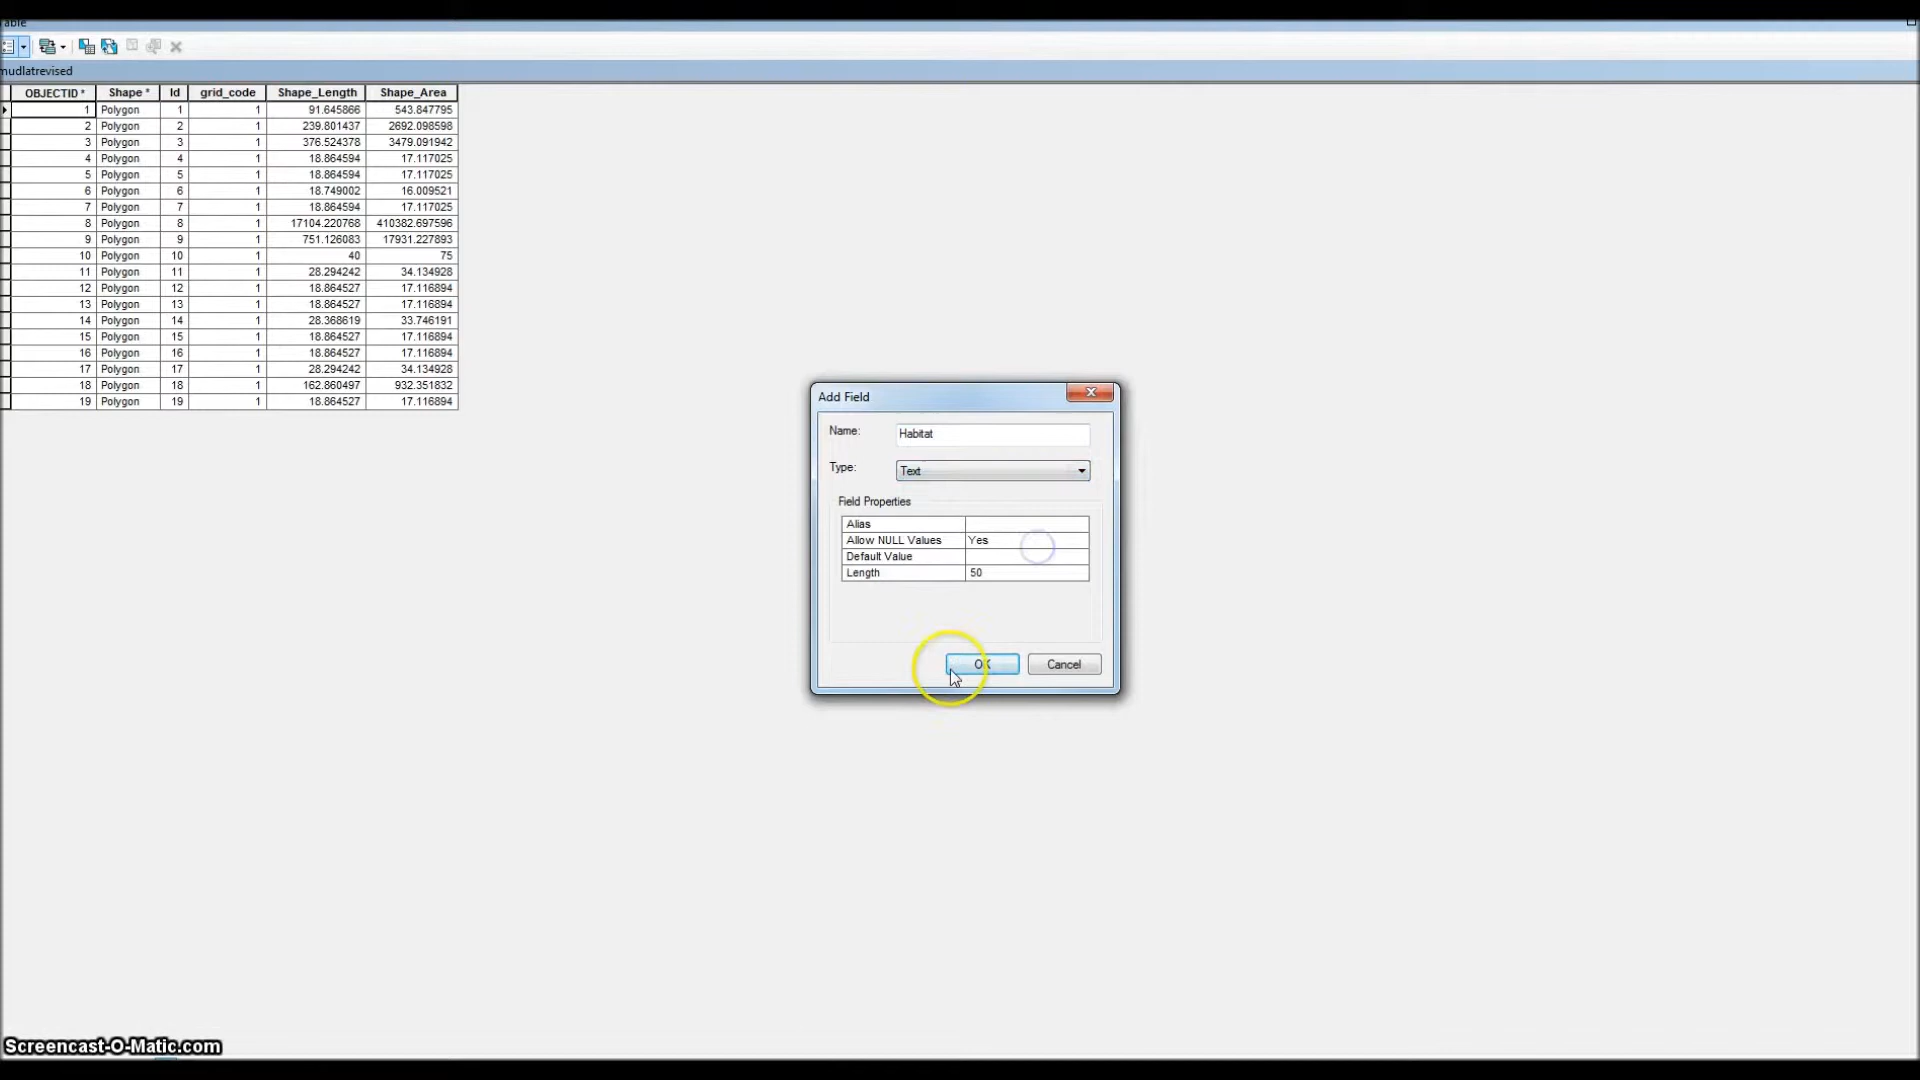 Table
mudlatrevised
OBJECTID * Shape * Id grid_code Shape_Length Shape_Area
1 Polygon 1 1 91.645866 543.847795
2 Polygon 2 1 239.801437 2692.098598
3 Polygon 3 1 376.524378 3479.091942
4 Polygon 4 1 18.864594 17.117025
5 Polygon 5 1 18.864594 17.117025
6 Polygon 6 1 18.749002 16.009521
7 Polygon 7 1 18.864594 17.117025
8 Polygon 8 1 17104.220768 410382.697596
9 Polygon 9 1 751.126083 17931.227893
10 Polygon 10 1 40 75
11 Polygon 11 1 28.294242 34.134928
12 Polygon 12 1 18.864527 17.116894
13 Polygon 13 1 18.864527 17.116894
14 Polygon 14 1 28.368619 33.746191
15 Polygon 15 1 18.864527 17.116894
16 Polygon 16 1 18.864527 17.116894
17 Polygon 17 1 28.294242 34.134928
18 Polygon 18 1 162.860497 932.351832
19 Polygon 19 1 18.864527 17.116894
Add Field
Name: Habitat
Type: Text
Field Properties
Alias
Allow NULL Values Yes
Default Value
Length 50
OK Cancel
Screencast-O-Matic.com